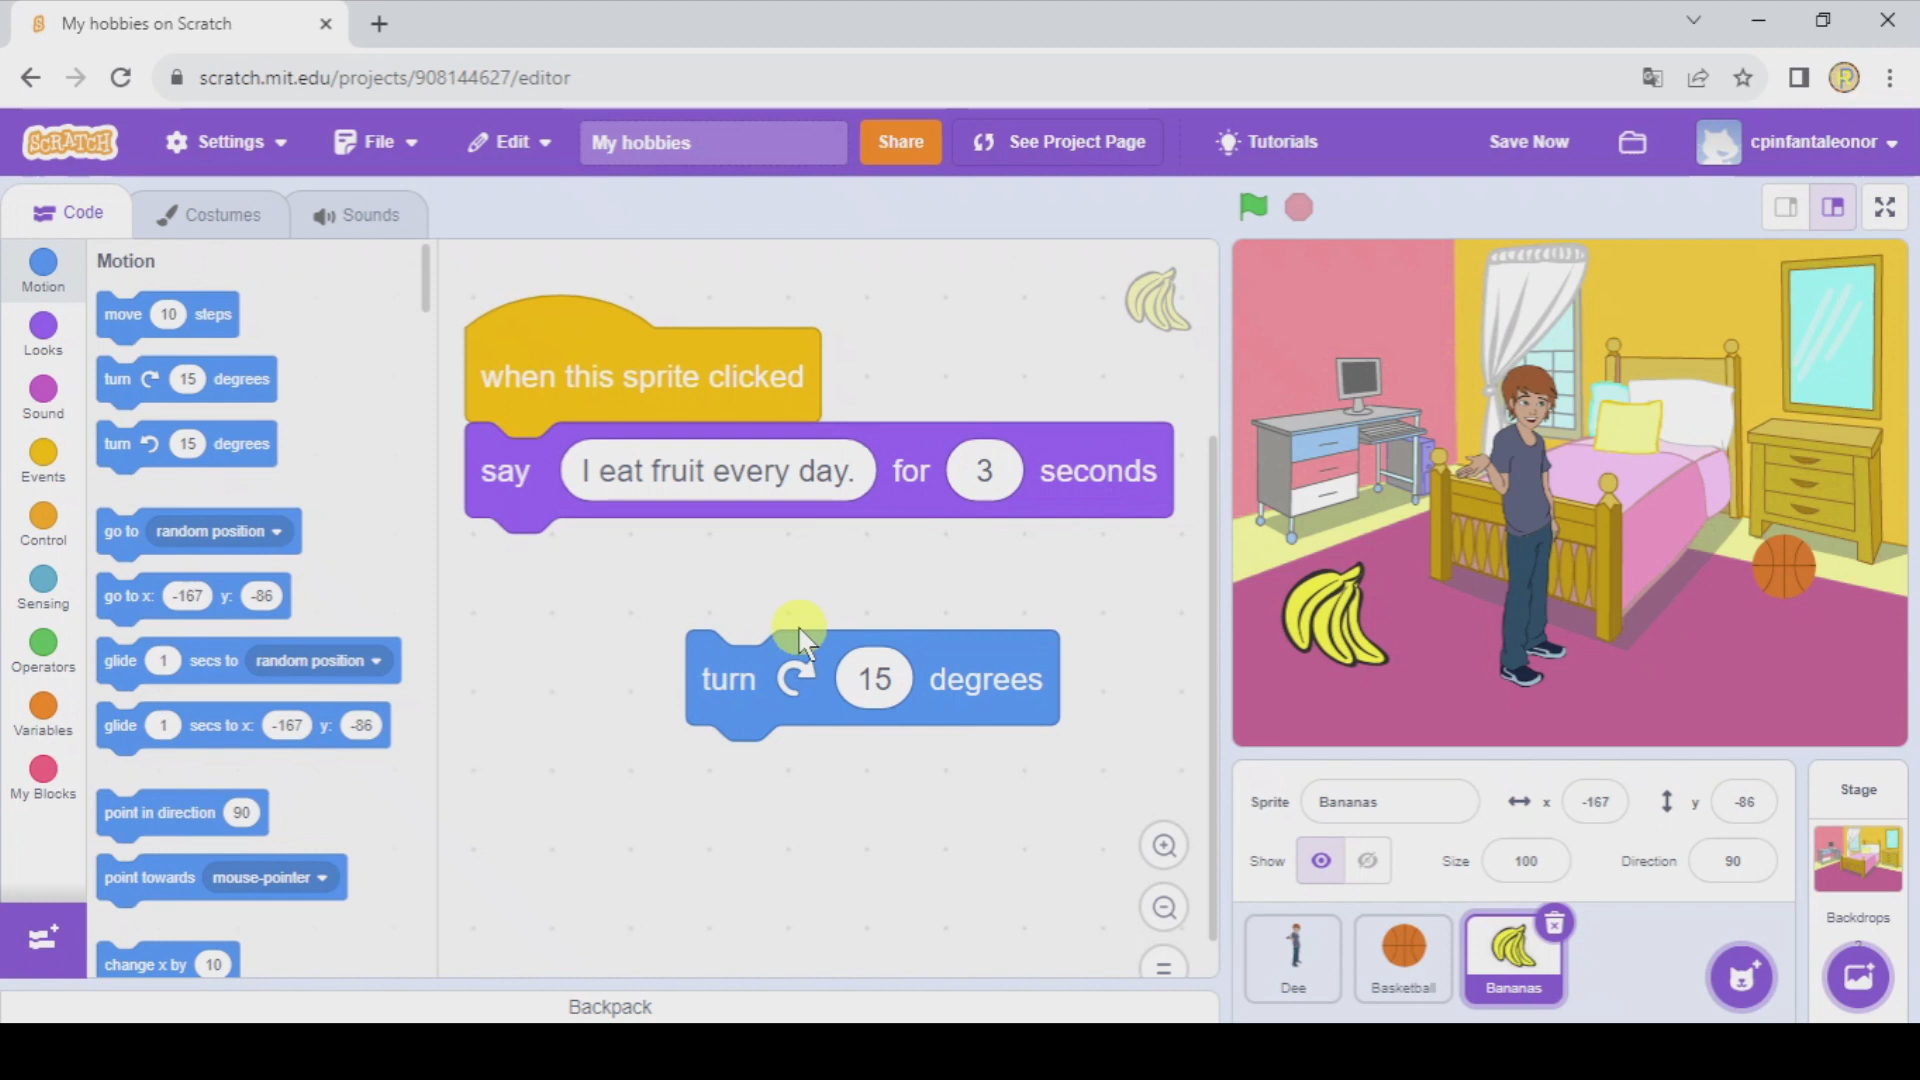 My hobbies on Scratch
scratch.mit.edu/projects/908144627/editor
SCRATCH Settings File Edit My hobbies Share See Project Page Tutorials Save Now cpinfantaleonor
Code Costumes Sounds
Motion
Looks
Sound
Events
Control
Sensing
Operators
Variables
My Blocks
Motion
move 10 steps
turn 15 degrees
turn 15 degrees
go to random position
go to x: -167 y: -86
glide 1 secs to random position
glide 1 secs to x: -167 y: -86
point in direction 90
point towards mouse-pointer
change x by 10
when this sprite clicked
say I eat fruit every day. for 3 seconds
turn 15 degrees
Backpack
Sprite Bananas x -167 y -86
Show Size 100 Direction 90
Dee Basketball Bananas
Stage
Backdrops